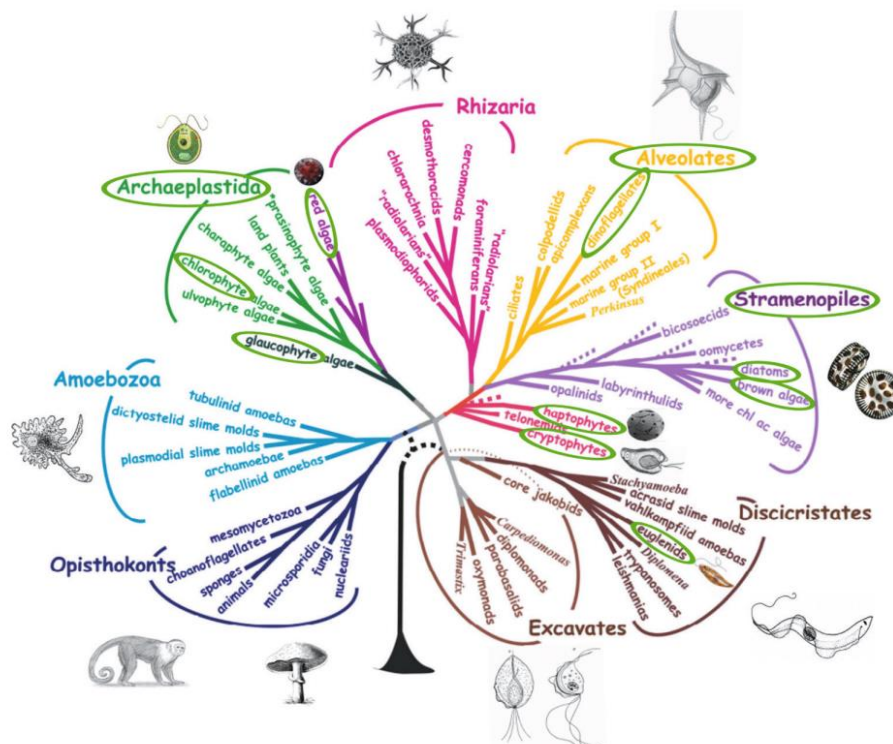 Rhizaria
desmothoracids
cercomonads
chlorarachnia
"radiolarians"
foraminiferans
plasmodiophorids
"radiolarians"
Alveolates
colpodellids
apicomplexans
dinoflagellates
ciliates
marine group I
marine group II
(Syndineales)
Perkinsus
Archaeplastida
red algae
*prasinophyte algae
land plants
charaphyte algae
chlorophyte algae
ulvophyte algae
glaucophyte algae
Stramenopiles
bicosoecids
oomycetes
diatoms
brown algae
more chl ac algae
labyrinthulids
opalinids
haptophytes
telonemids
cryptophytes
Amoebozoa
tubulinid amoebas
dictyostelid slime molds
plasmodial slime molds
archamoebae
flabellinid amoebas
Opisthokonts
mesomycetozoa
choanoflagellates
sponges
animals
microsporidia
fungi
nucleariids
Discicristates
Stachyamoeba
acrasid slime molds
vahlkampfiid amoebas
euglenids
Diplomena
trypanosomes
leishmanias
core jakobids
Excavates
Carpediomonas
diplomonads
parabasalids
oxymonads
Trimastix